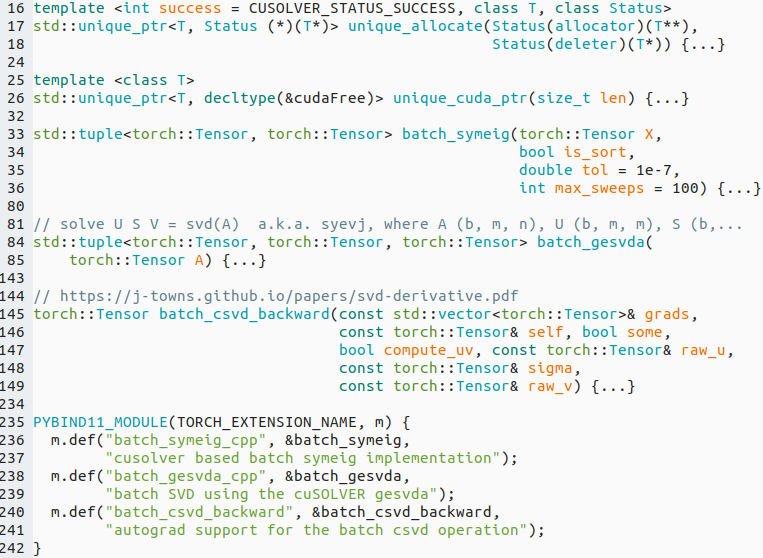 16 template <int success = CUSOLVER_STATUS_SUCCESS, class T, class Status>
17 std::unique_ptr<T, Status (*)(T*)> unique_allocate(Status(allocator)(T**),
18                                                    Status(deleter)(T*)) {...}
24
25 template <class T>
26 std::unique_ptr<T, decltype(&cudaFree)> unique_cuda_ptr(size_t len) {...}
32
33 std::tuple<torch::Tensor, torch::Tensor> batch_symeig(torch::Tensor X,
34                                                       bool is_sort,
35                                                       double tol = 1e-7,
36                                                       int max_sweeps = 100) {...}
80
81 // solve U S V = svd(A)  a.k.a. syevj, where A (b, m, n), U (b, m, m), S (b,...
84 std::tuple<torch::Tensor, torch::Tensor, torch::Tensor> batch_gesvda(
85     torch::Tensor A) {...}
143
144 // https://j-towns.github.io/papers/svd-derivative.pdf
145 torch::Tensor batch_csvd_backward(const std::vector<torch::Tensor>& grads,
146                                   const torch::Tensor& self, bool some,
147                                   bool compute_uv, const torch::Tensor& raw_u,
148                                   const torch::Tensor& sigma,
149                                   const torch::Tensor& raw_v) {...}
234
235 PYBIND11_MODULE(TORCH_EXTENSION_NAME, m) {
236   m.def("batch_symeig_cpp", &batch_symeig,
237         "cusolver based batch symeig implementation");
238   m.def("batch_gesvda_cpp", &batch_gesvda,
239         "batch SVD using the cuSOLVER gesvda");
240   m.def("batch_csvd_backward", &batch_csvd_backward,
241         "autograd support for the batch csvd operation");
242 }